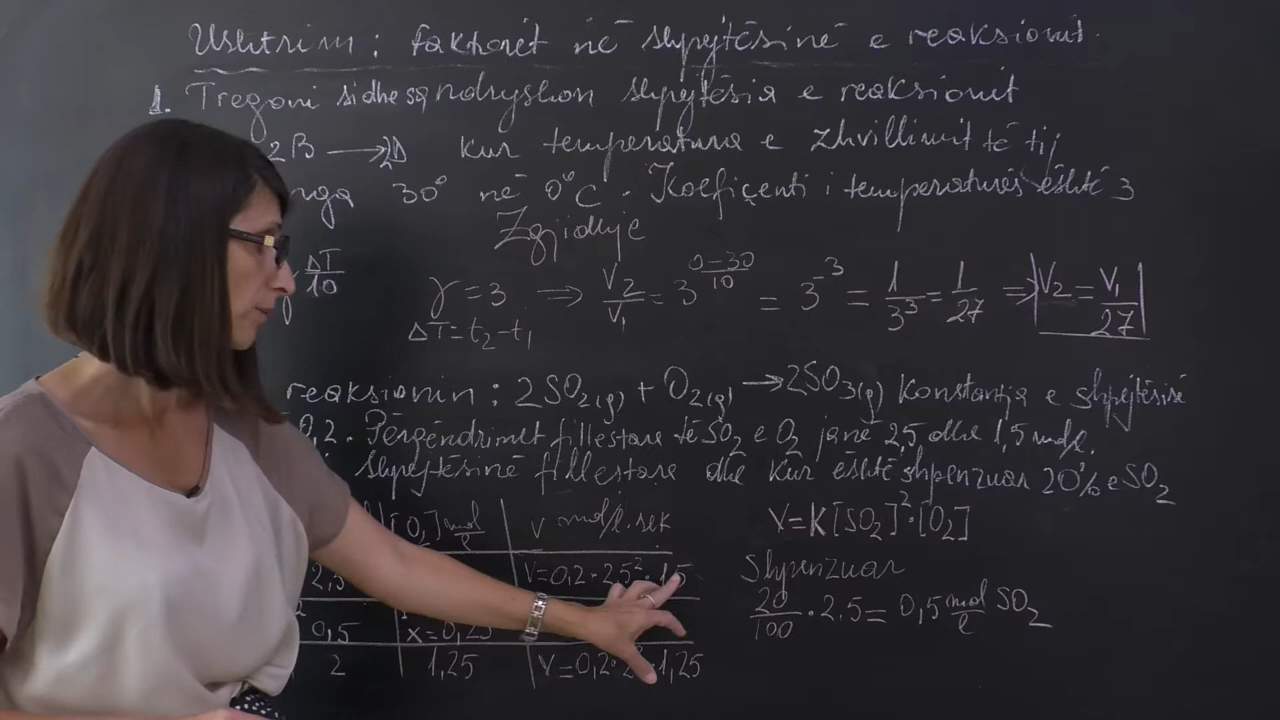 Ushtrim: faktorët në shpejtësinë e reaksionit.
1. Tregoni si dhe sa ndryshon shpejtësia e reaksionit
2B → 2D kur temperatura e zhvillimit të tij
nga 30° në 0°C. Koeficenti i temperaturës është 3
Zgjidhje
ΔT/10 γ=3 ⇒ V2/V1 = 3^(0-30)/10 = 3^-3 = 1/3^3 = 1/27 ⇒ V2 = V1/27
ΔT = t2 - t1
reaksionin: 2SO2(g) + O2(g) → 2SO3(g) Konstantja e shpejtësisë
0,2. Përqëndrimet fillestare të SO2 e O2 janë 2,5 dhe 1,5 mol/l.
shpejtësinë fillestare dhe kur është shpenzuar 20% e SO2
[O2] mol/l V mol/l.sek V=K[SO2]^2·[O2]
2,5 V=0,2·2,5^2·1,5 Shpenzuar
0,5 x=0,25 20/100 · 2,5 = 0,5 mol/l SO2
2 1,25 V=0,2·2^2·1,25